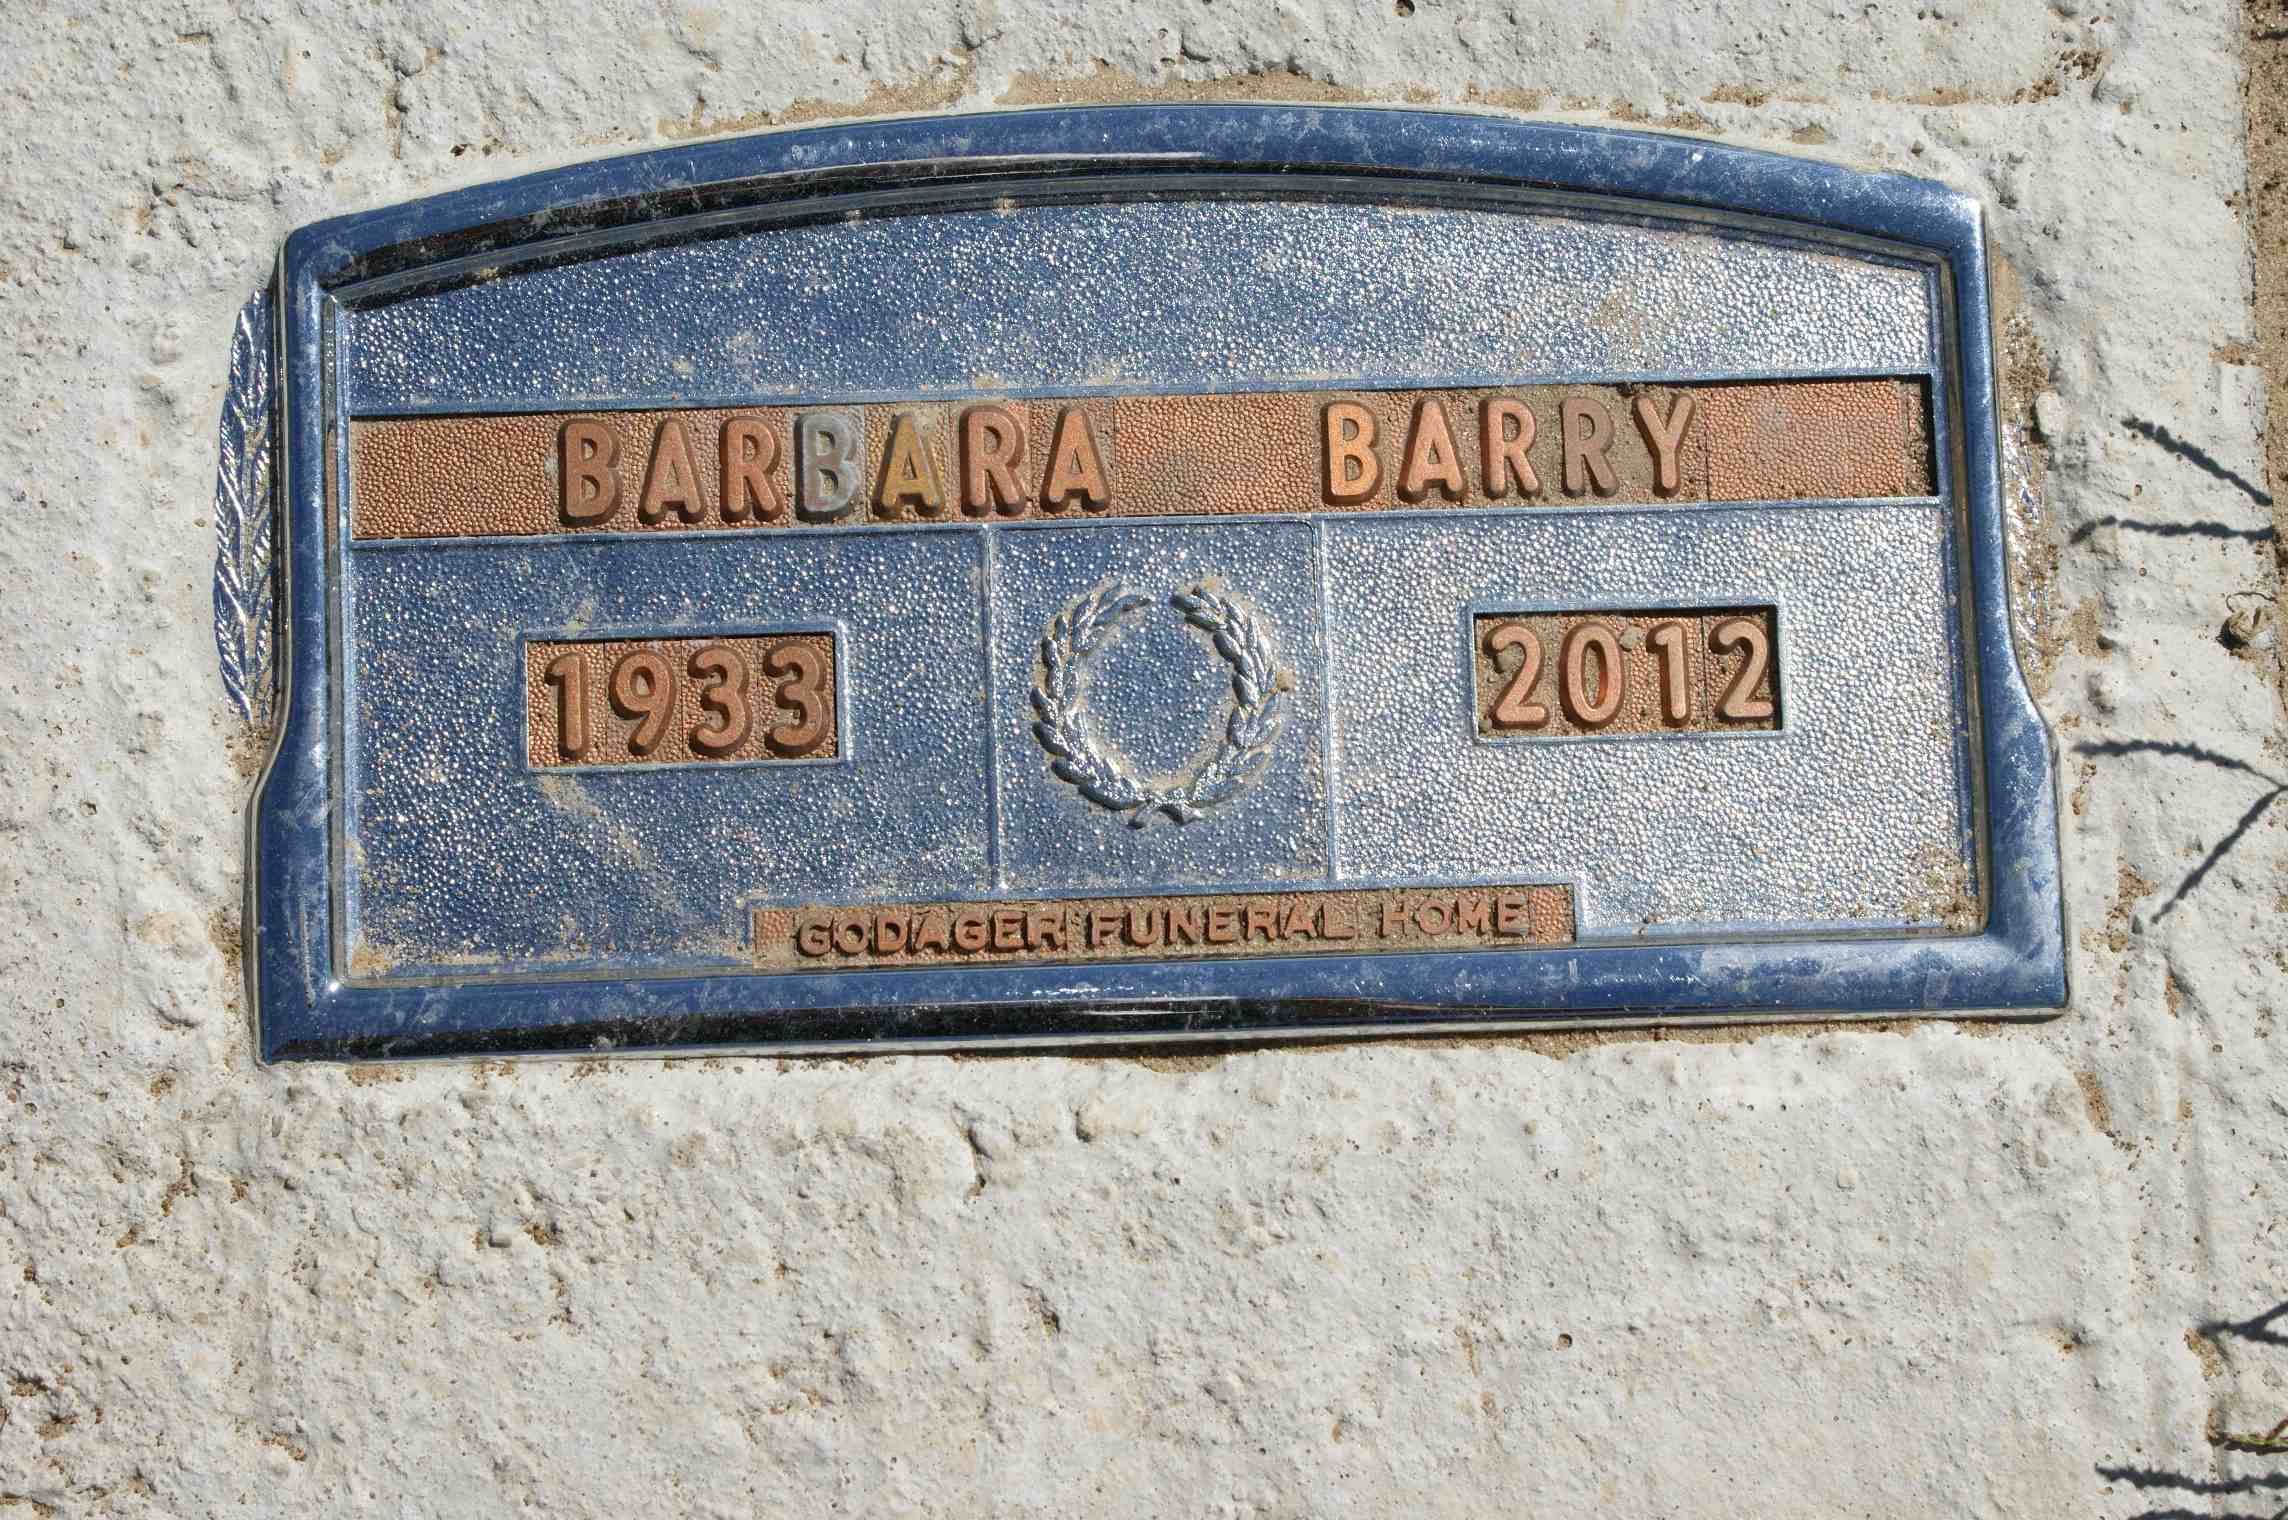 BARBARA BARRY
1933 2012
GODAGER FUNERAL HOME